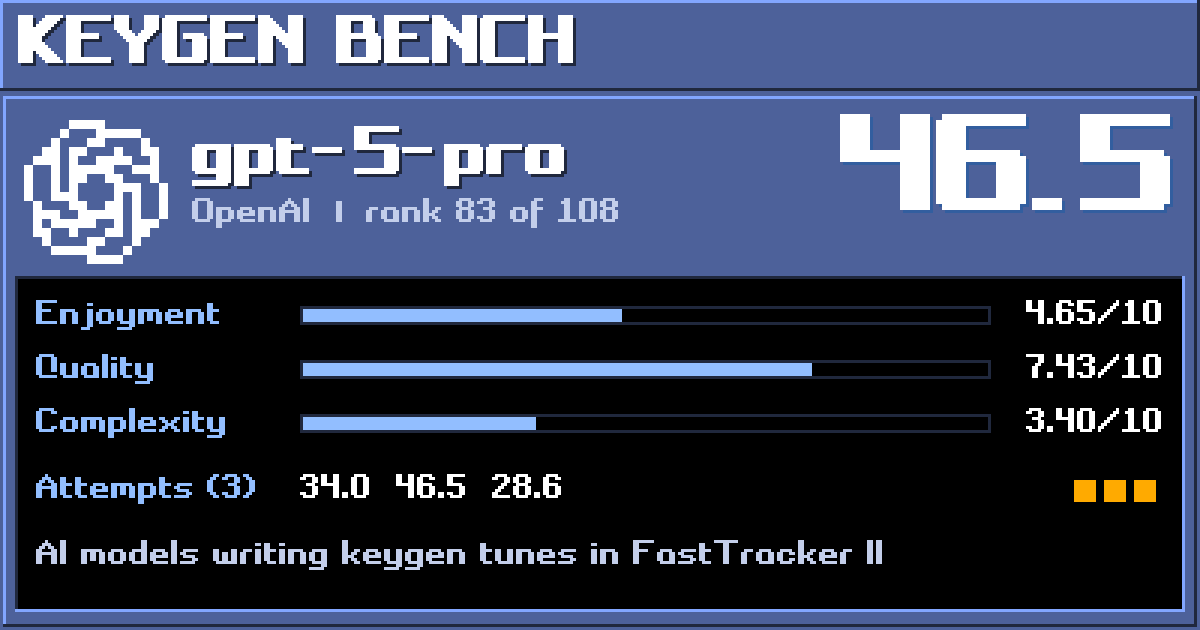 KEYGEN BENCH
gpt-5-pro
46.5
OpenAI | rank 83 of 108
Enjoyment 4.65/10
Quality 7.43/10
Complexity 3.40/10
Attempts (3) 34.0 46.5 28.6
AI models writing keygen tunes in FastTracker II